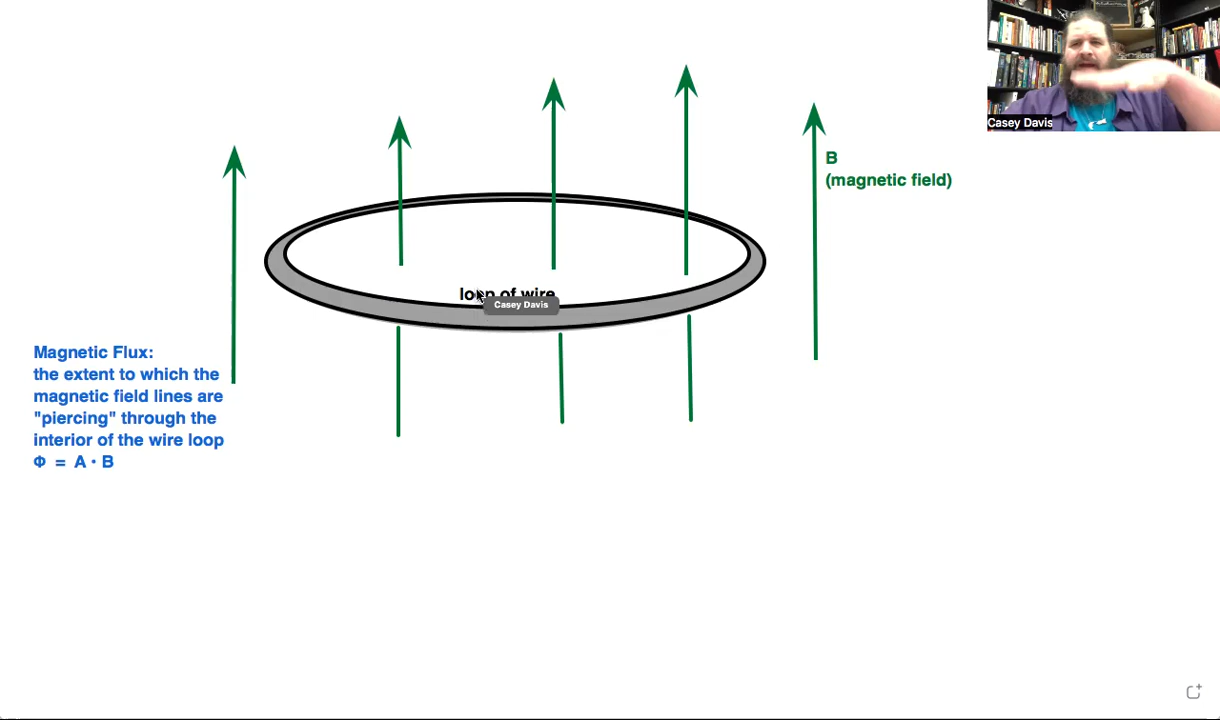 Casey Davis
B
(magnetic field)
loop of wire
Casey Davis
Magnetic Flux:
the extent to which the
magnetic field lines are
"piercing" through the
interior of the wire loop
Φ = A · B